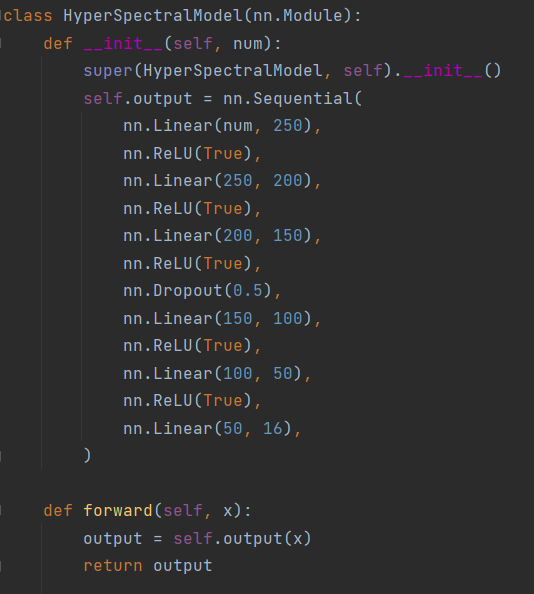 class HyperSpectralModel(nn.Module):
    def __init__(self, num):
        super(HyperSpectralModel, self).__init__()
        self.output = nn.Sequential(
            nn.Linear(num, 250),
            nn.ReLU(True),
            nn.Linear(250, 200),
            nn.ReLU(True),
            nn.Linear(200, 150),
            nn.ReLU(True),
            nn.Dropout(0.5),
            nn.Linear(150, 100),
            nn.ReLU(True),
            nn.Linear(100, 50),
            nn.ReLU(True),
            nn.Linear(50, 16),
        )

    def forward(self, x):
        output = self.output(x)
        return output